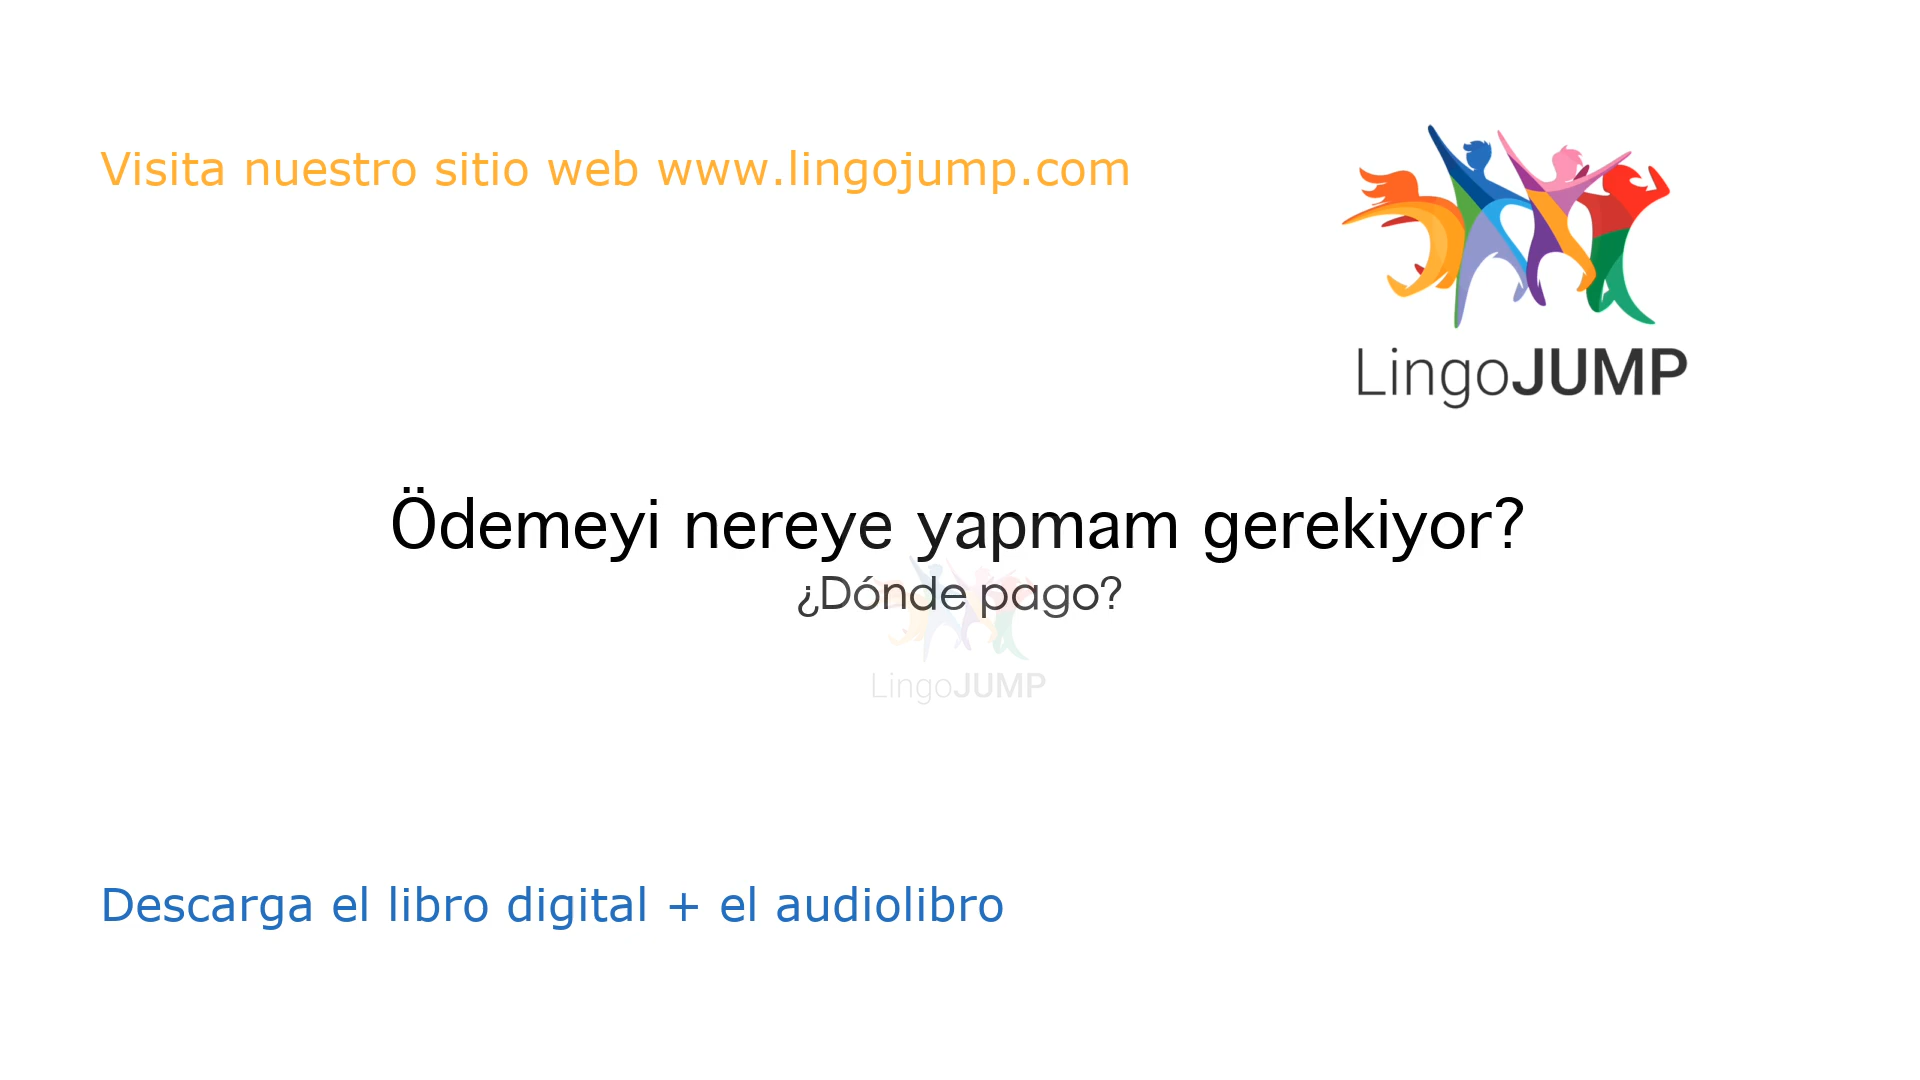 Visita nuestro sitio web www.lingojump.com
LingoJUMP
Ödemeyi nereye yapmam gerekiyor?
¿Dónde pago?
LingoJUMP
Descarga el libro digital + el audiolibro